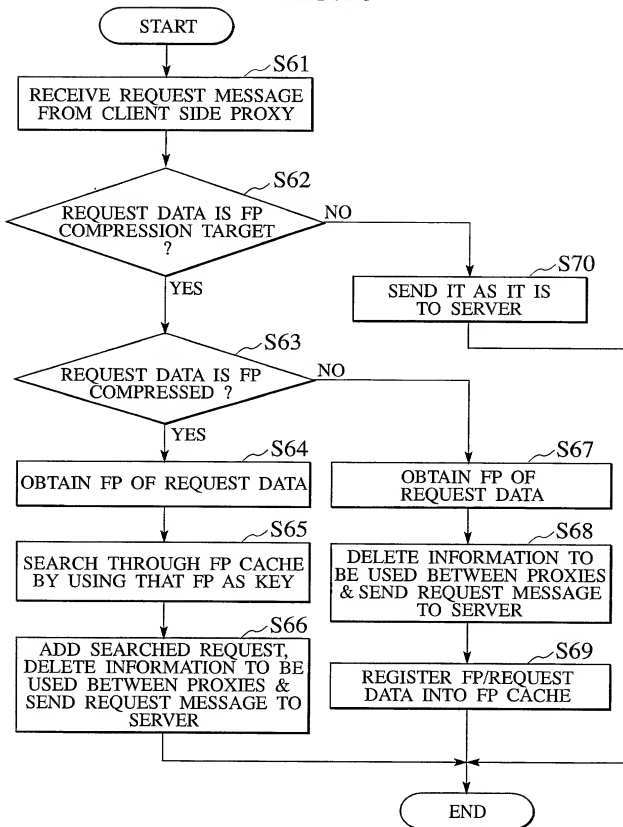 START
S61
RECEIVE REQUEST MESSAGE
FROM CLIENT SIDE PROXY
S62
REQUEST DATA IS FP
COMPRESSION TARGET
?
NO
YES
S70
SEND IT AS IT IS
TO SERVER
S63
REQUEST DATA IS FP
COMPRESSED ?
NO
YES
S64
OBTAIN FP OF REQUEST DATA
S65
SEARCH THROUGH FP CACHE
BY USING THAT FP AS KEY
S66
ADD SEARCHED REQUEST,
DELETE INFORMATION TO BE
USED BETWEEN PROXIES &
SEND REQUEST MESSAGE TO
SERVER
S67
OBTAIN FP OF
REQUEST DATA
S68
DELETE INFORMATION TO
BE USED BETWEEN PROXIES
& SEND REQUEST MESSAGE
TO SERVER
S69
REGISTER FP/REQUEST
DATA INTO FP CACHE
END